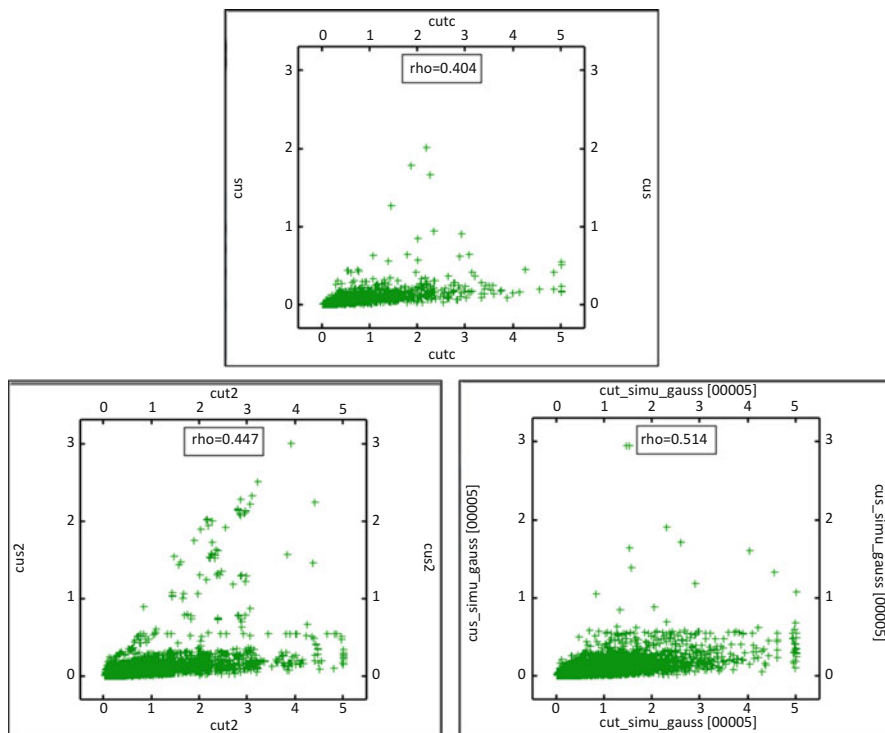 cutc
0 1 2 3 4 5
rho=0.404
3 3
2 2
cus cus
1 1
0 0
0 1 2 3 4 5
cutc
cut2
0 1 2 3 4 5
rho=0.447
3 3
2 2
cus2 cus2
1 1
0 0
0 1 2 3 4 5
cut2
cut_simu_gauss [00005]
0 1 2 3 4 5
rho=0.514
3 3
2 2
cus_simu_gauss [00005] cus_simu_gauss [00005]
1 1
0 0
0 1 2 3 4 5
cut_simu_gauss [00005]